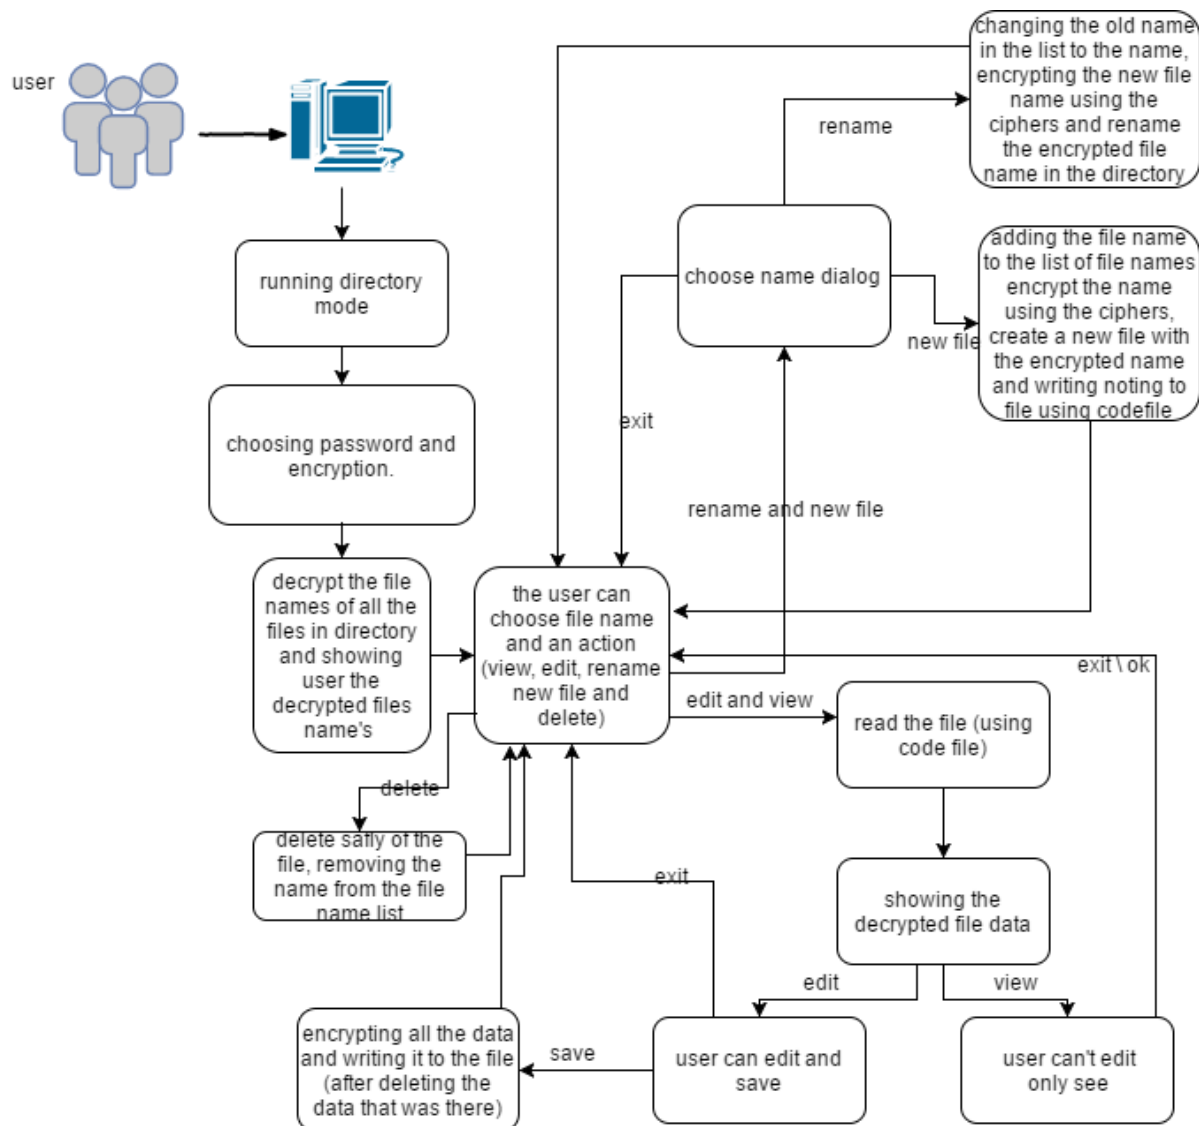 user
changing the old name
in the list to the name,
encrypting the new file
name using the
ciphers and rename
the encrypted file
name in the directory
rename
choose name dialog
adding the file name
to the list of file names
encrypt the name
using the ciphers,
create a new file with
the encrypted name
and writing noting to
file using codefile
new file
running directory
mode
exit
choosing password and
encryption.
rename and new file
decrypt the file
names of all the
files in directory
and showing
user the
decrypted files
name's
the user can
choose file name
and an action
(view, edit, rename
new file and
delete)
exit \ ok
edit and view
read the file (using
code file)
delete
delete safly of the
file, removing the
name from the file
name list
exit
showing the
decrypted file data
edit
view
encrypting all the data
and writing it to the file
(after deleting the
data that was there)
save
user can edit and
save
user can't edit
only see